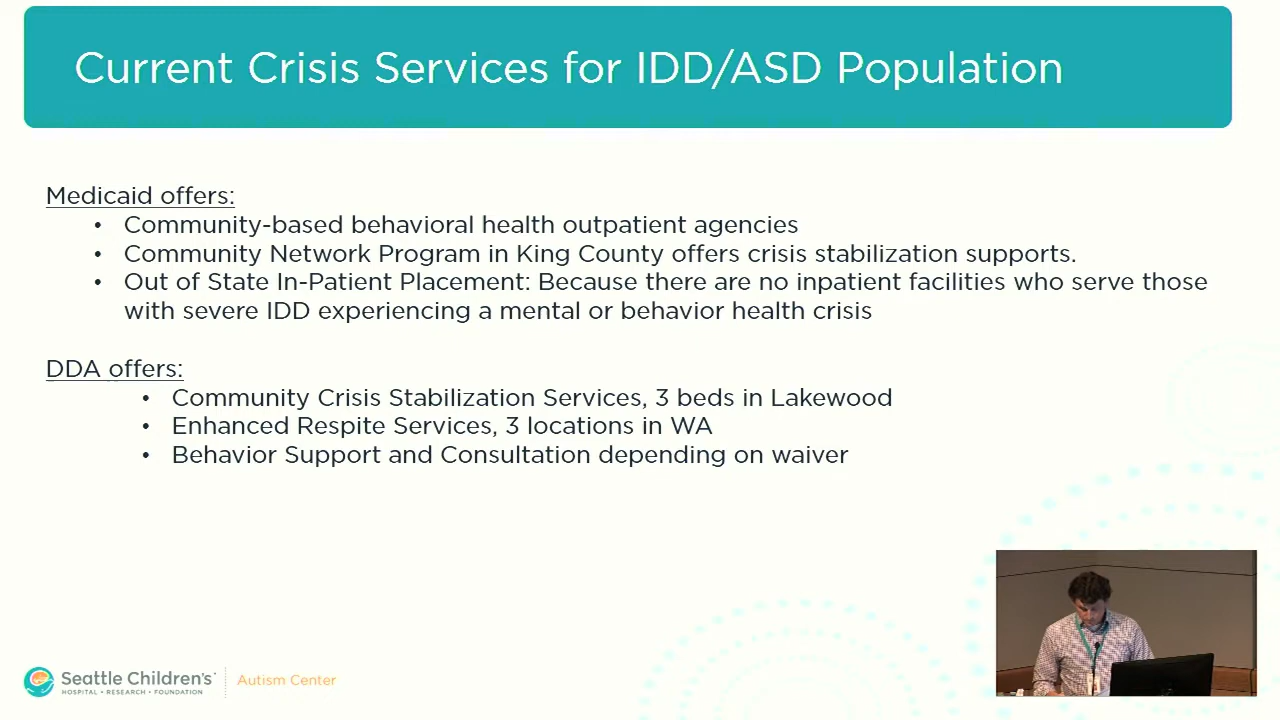 Current Crisis Services for IDD/ASD Population
Medicaid offers:
• Community-based behavioral health outpatient agencies
• Community Network Program in King County offers crisis stabilization supports.
• Out of State In-Patient Placement: Because there are no inpatient facilities who serve those
with severe IDD experiencing a mental or behavior health crisis
DDA offers:
• Community Crisis Stabilization Services, 3 beds in Lakewood
• Enhanced Respite Services, 3 locations in WA
• Behavior Support and Consultation depending on waiver
Seattle Children's
HOSPITAL • RESEARCH • FOUNDATION
Autism Center